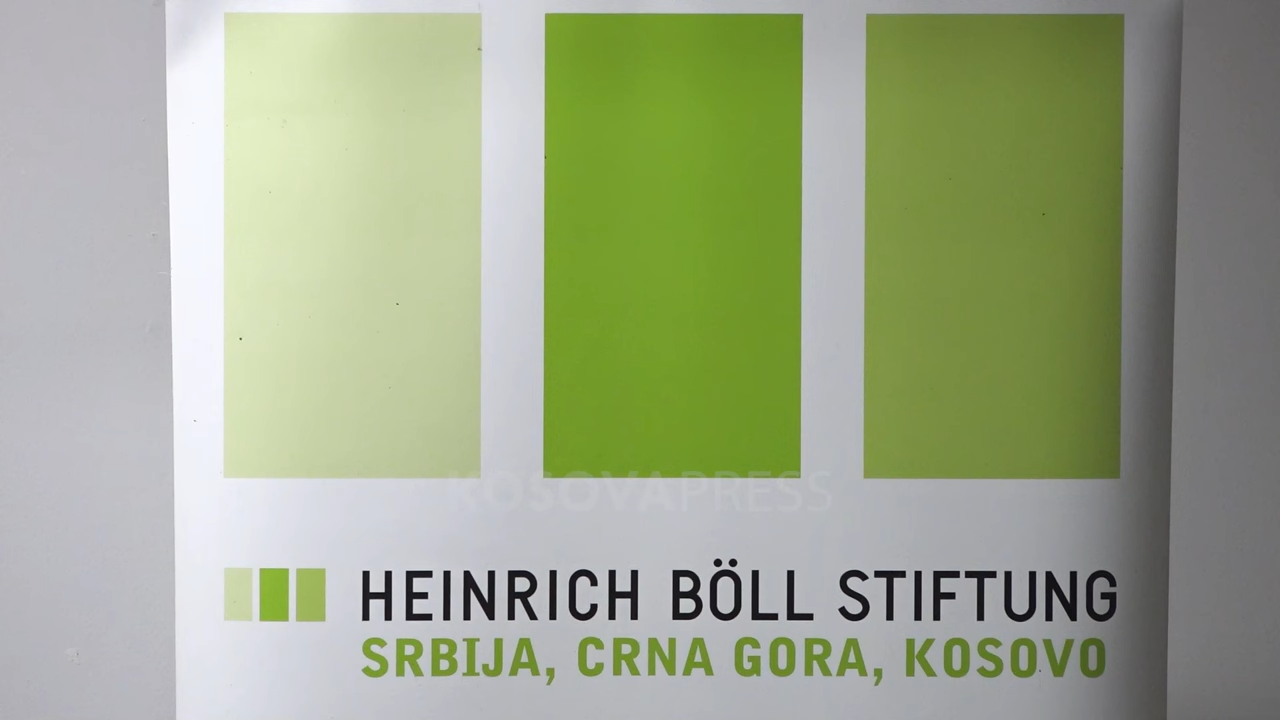 KOSOVAPRESS
HEINRICH BÖLL STIFTUNG
SRBIJA, CRNA GORA, KOSOVO